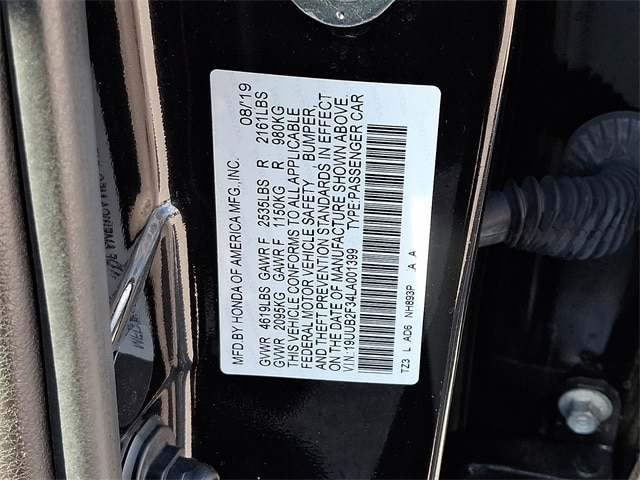 MFD BY HONDA OF AMERICA MFG.,INC. 08/'19
GVWR 4619LBS GAWR F 2535LBS R 2161LBS
GVWR 2095KG GAWR F 1150KG R 980KG
THIS VEHICLE CONFORMS TO ALL APPLICABLE
FEDERAL MOTOR VEHICLE SAFETY, BUMPER,
AND THEFT PREVENTION STANDARDS IN EFFECT
ON THE DATE OF MANUFACTURE SHOWN ABOVE.
V.I.N.:19UUB2F34LA001399 TYPE:PASSENGER CAR
TZ3 L AD6 NH893P A A